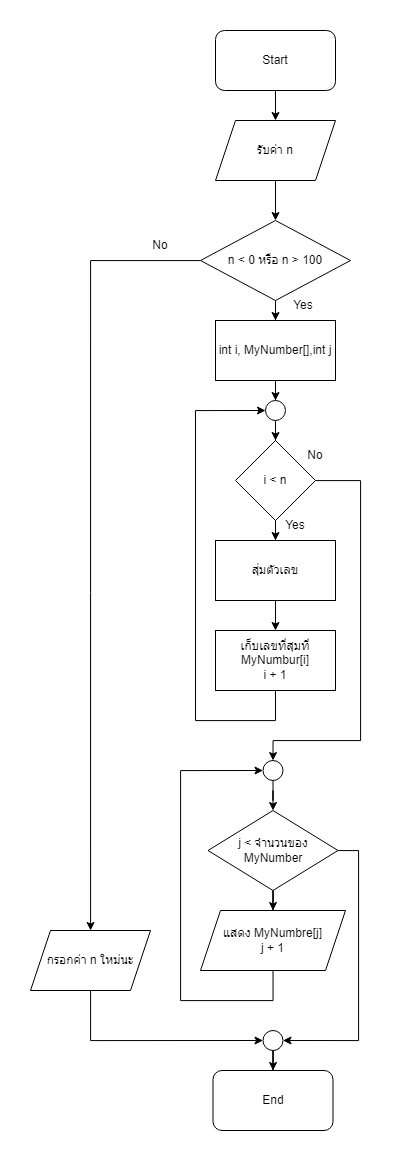 Start
รับค่า n
n < 0 หรือ n > 100
No
Yes
int i, MyNumber[],int j
i < n
No
Yes
สุ่มตัวเลข
เก็บเลขที่สุมที่
MyNumbur[i]
i + 1
j < จำนวนของ
MyNumber
แสดง MyNumbre[j]
j + 1
กรอกค่า n ใหม่นะ
End